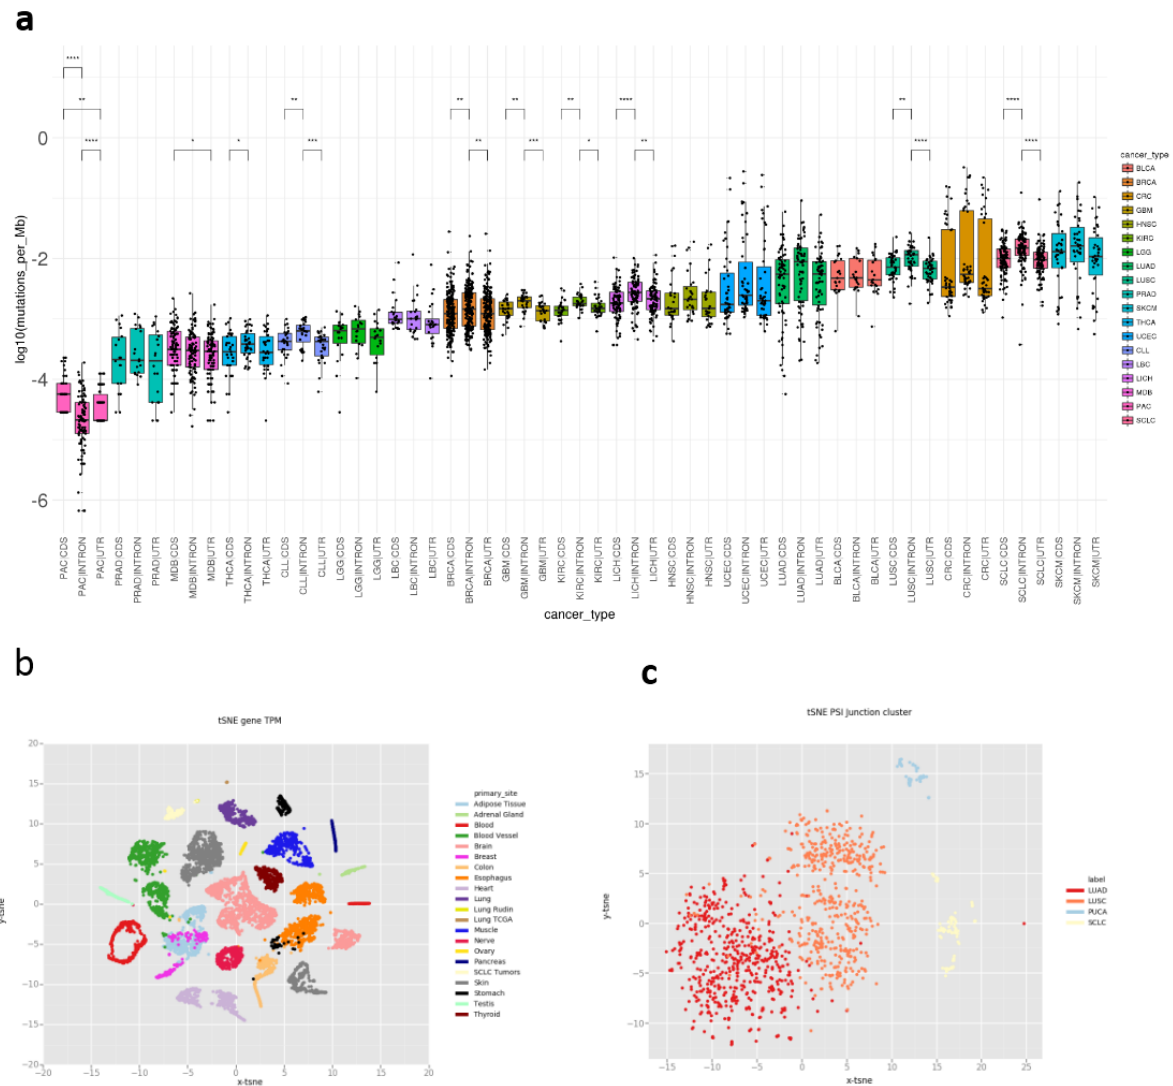 a
****
**
****
*
*
**
***
**
**
**
***
**
*
****
**
**
****
****
****
0
-2
-4
-6
log10(mutations_per_Mb)
PAC|CDS
PAC|INTRON
PAC|UTR
PRAD|CDS
PRAD|INTRON
PRAD|UTR
MDB|CDS
MDB|INTRON
MDB|UTR
THCA|CDS
THCA|INTRON
THCA|UTR
CLL|CDS
CLL|INTRON
CLL|UTR
LGG|CDS
LGG|INTRON
LGG|UTR
LBC|CDS
LBC|INTRON
LBC|UTR
BRCA|CDS
BRCA|INTRON
BRCA|UTR
GBM|CDS
GBM|INTRON
GBM|UTR
KIRC|CDS
KIRC|INTRON
KIRC|UTR
LICH|CDS
LICH|INTRON
LICH|UTR
HNSC|CDS
HNSC|INTRON
HNSC|UTR
UCEC|CDS
UCEC|INTRON
UCEC|UTR
LUAD|CDS
LUAD|INTRON
LUAD|UTR
BLCA|CDS
BLCA|INTRON
BLCA|UTR
LUSC|CDS
LUSC|INTRON
LUSC|UTR
CRC|CDS
CRC|INTRON
CRC|UTR
SCLC|CDS
SCLC|INTRON
SCLC|UTR
SKCM|CDS
SKCM|INTRON
SKCM|UTR
cancer_type
cancer_type
BLCA
BRCA
CRC
GBM
HNSC
KIRC
LGG
LUAD
LUSC
PRAD
SKCM
THCA
UCEC
CLL
LBC
LICH
MDB
PAC
SCLC
b
tSNE gene TPM
20
15
10
5
0
−5
−10
−15
−20
y-tsne
−20 −15 −10 −5 0 5 10 15 20
x-tsne
primary_site
Adipose Tissue
Adrenal Gland
Blood
Blood Vessel
Brain
Breast
Colon
Esophagus
Heart
Lung
Lung Rudin
Lung TCGA
Muscle
Nerve
Ovary
Pancreas
SCLC Tumors
Skin
Stomach
Testis
Thyroid
c
tSNE PSI Junction cluster
15
10
5
0
−5
−10
y-tsne
−15 −10 −5 0 5 10 15 20 25
x-tsne
label
LUAD
LUSC
PUCA
SCLC